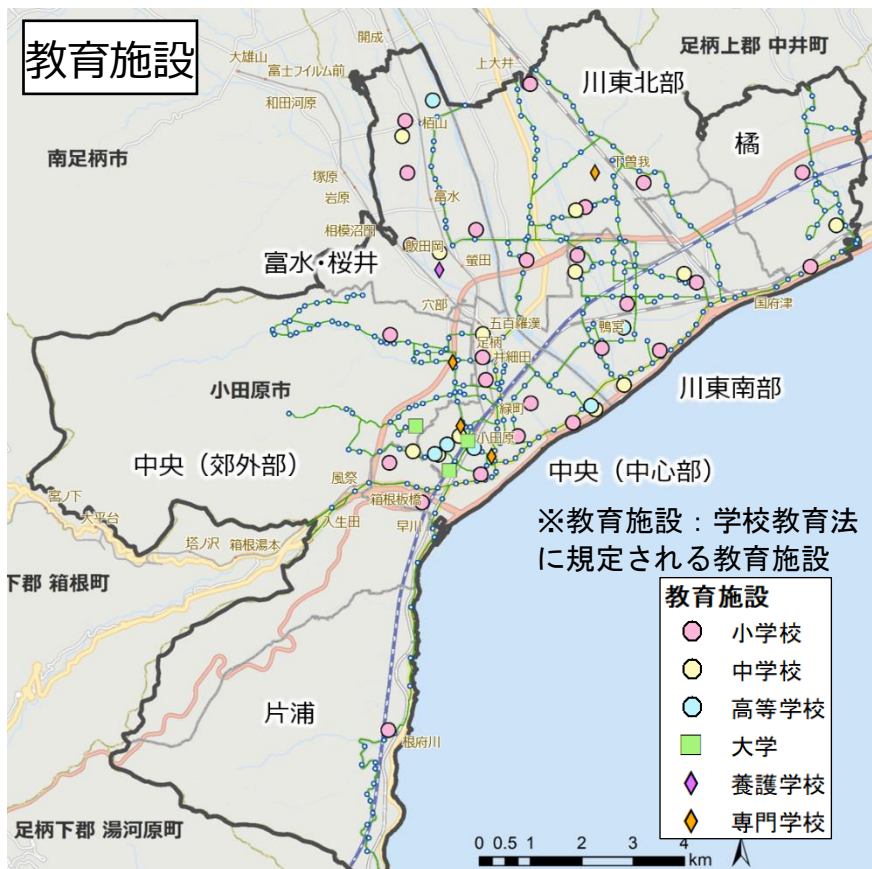 教育施設
開成
大雄山
富士フイルム前
上大井
足柄上郡 中井町
和田河原
川東北部
栢山
南足柄市
下曽我
橘
塚原
岩原
富水
相模沼田
飯田岡
富水・桜井
螢田
穴部
国府津
五百羅漢
鴨宮
足柄
井細田
小田原市
緑町
川東南部
小田原
中央（郊外部）
中央（中心部）
風祭
宮ノ下
箱根板橋
大平台
入生田
早川
塔ノ沢
箱根湯本
※教育施設：学校教育法
に規定される教育施設
下郡 箱根町
教育施設
小学校
中学校
高等学校
大学
養護学校
専門学校
片浦
根府川
足柄下郡 湯河原町
0 0.5 1 2 3 4
km